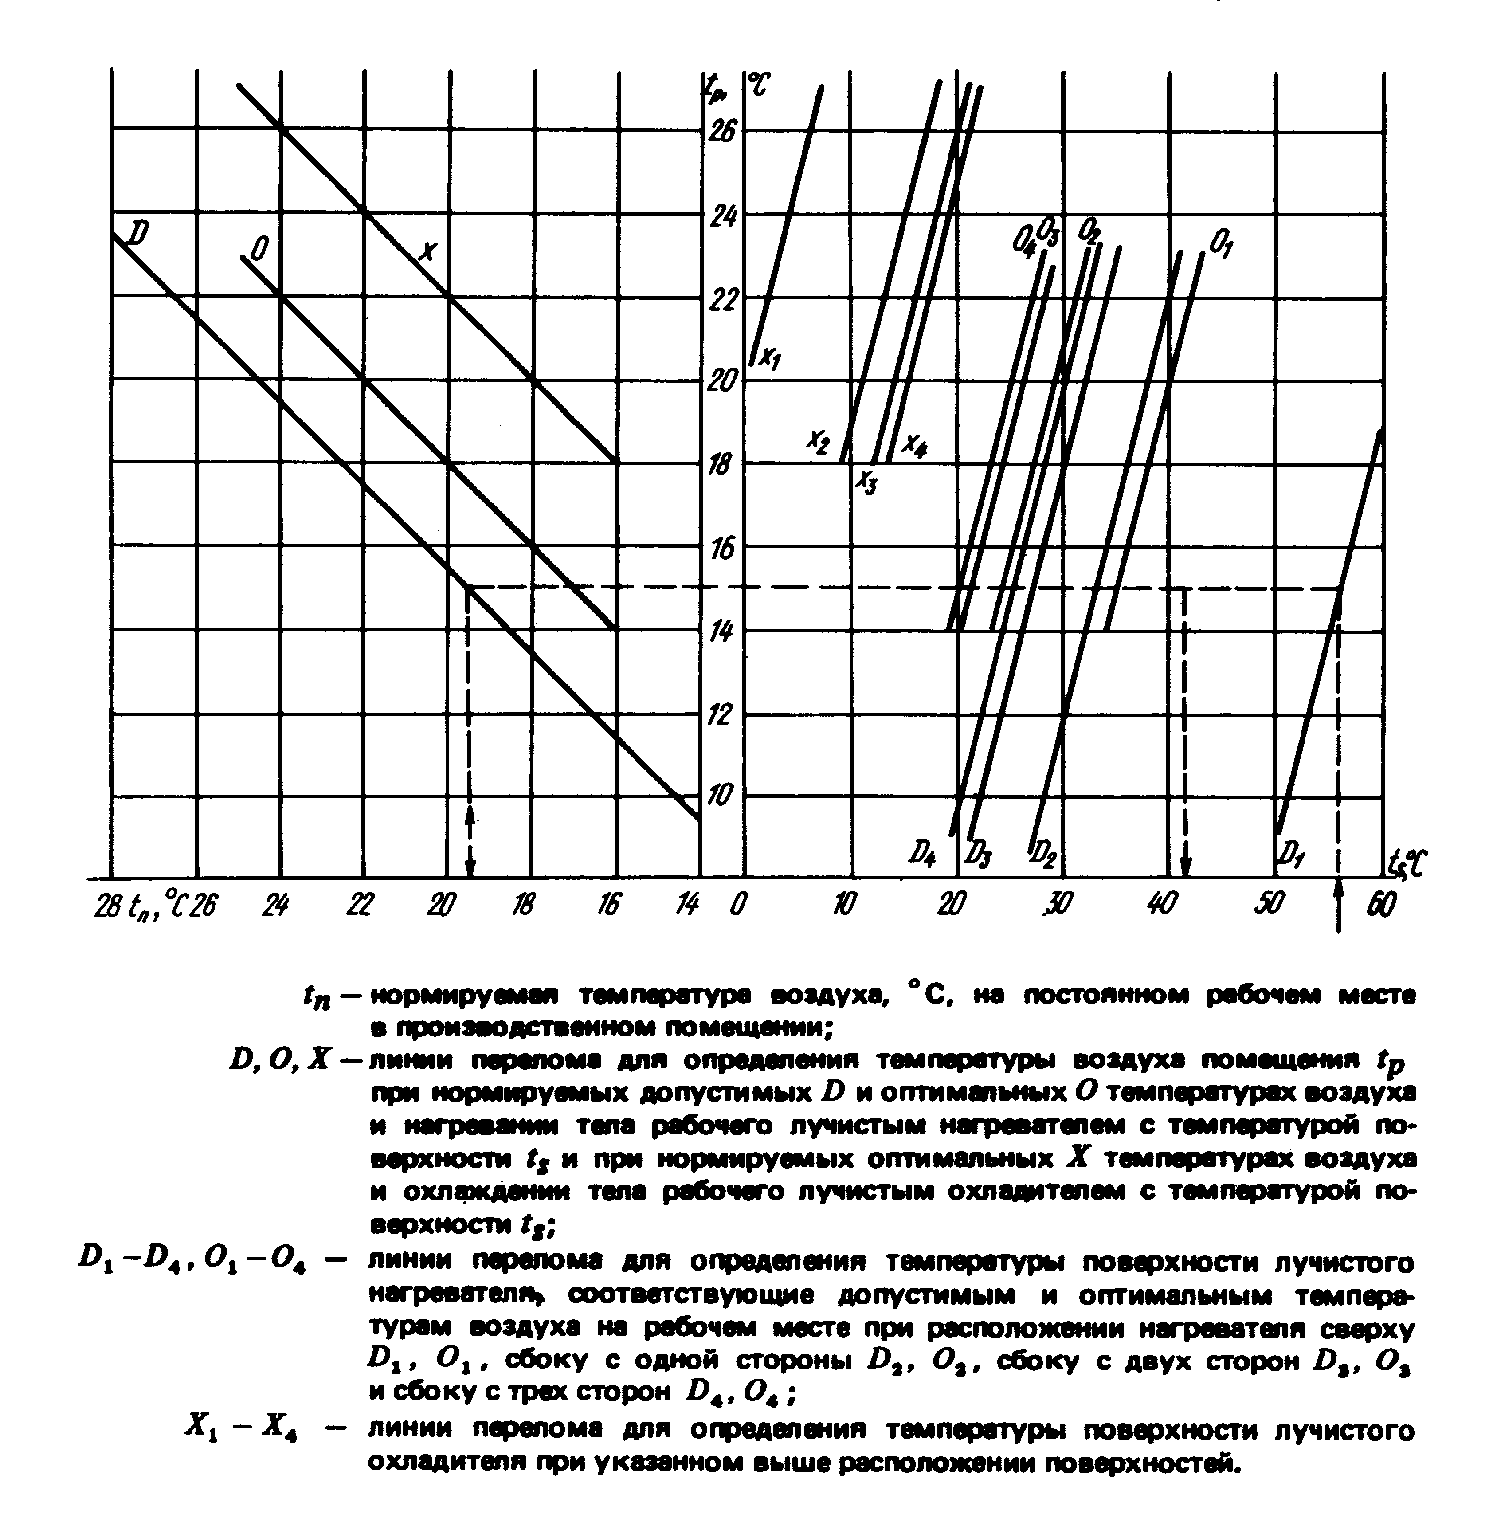 tₚ, °C
26
24
22
20
18
16
14
12
10
D
O
X
X₁
X₂
X₃
X₄
O₄
O₃
O₂
O₁
D₄
D₃
D₂
D₁
tₛ,°C
28 tₙ, °C 26 24 22 20 18 16 14 0 10 20 30 40 50 60
tₙ — нормируемая температура воздуха, °C, на постоянном рабочем месте
в производственном помещении;
D, O, X — линии перелома для определения температуры воздуха помещения tₚ
при нормируемых допустимых D и оптимальных O температурах воздуха
и нагревании тела рабочего лучистым нагревателем с температурой по-
верхности tₛ и при нормируемых оптимальных X температурах воздуха
и охлаждении тела рабочего лучистым охладителем с температурой по-
верхности tₛ;
D₁ – D₄, O₁ – O₄ — линии перелома для определения температуры поверхности лучистого
нагревателя, соответствующие допустимым и оптимальным темпера-
турам воздуха на рабочем месте при расположении нагревателя сверху
D₁, O₁, сбоку с одной стороны D₂, O₂, сбоку с двух сторон D₃, O₃
и сбоку с трех сторон D₄, O₄;
X₁ – X₄ — линии перелома для определения температуры поверхности лучистого
охладителя при указанном выше расположении поверхностей.